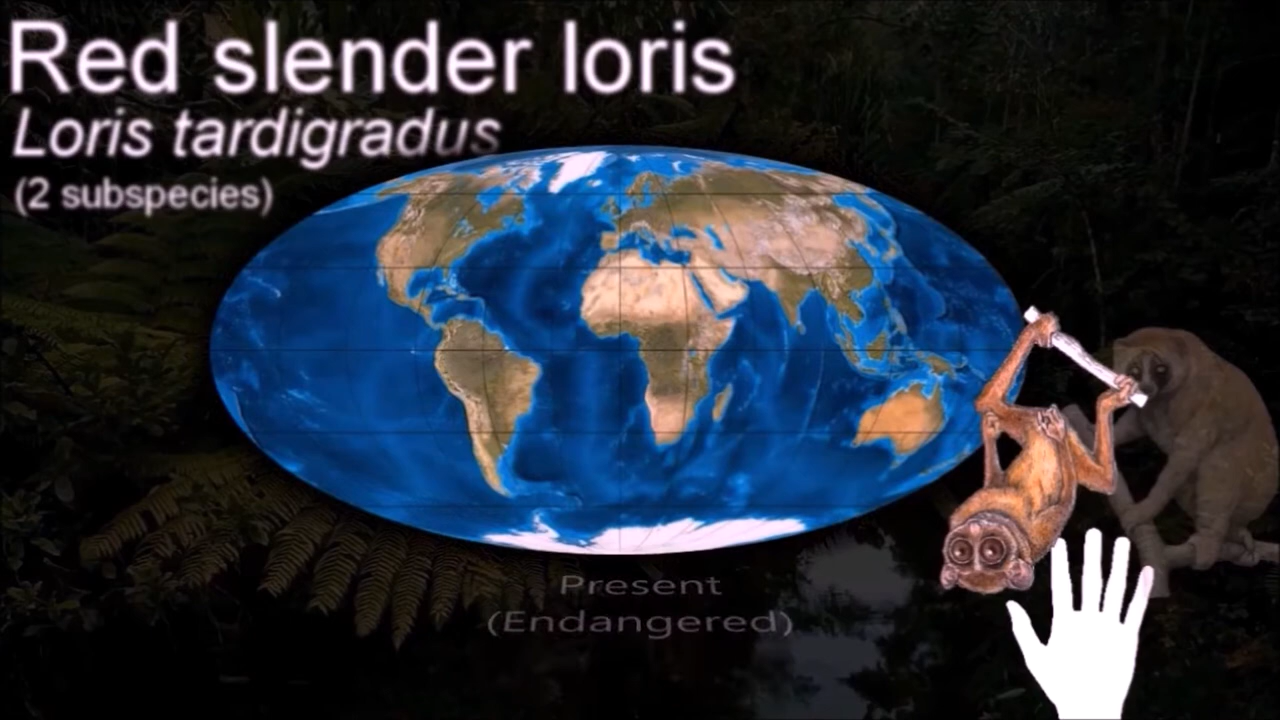 Red slender loris
Loris tardigradus
(2 subspecies)
Present
(Endangered)